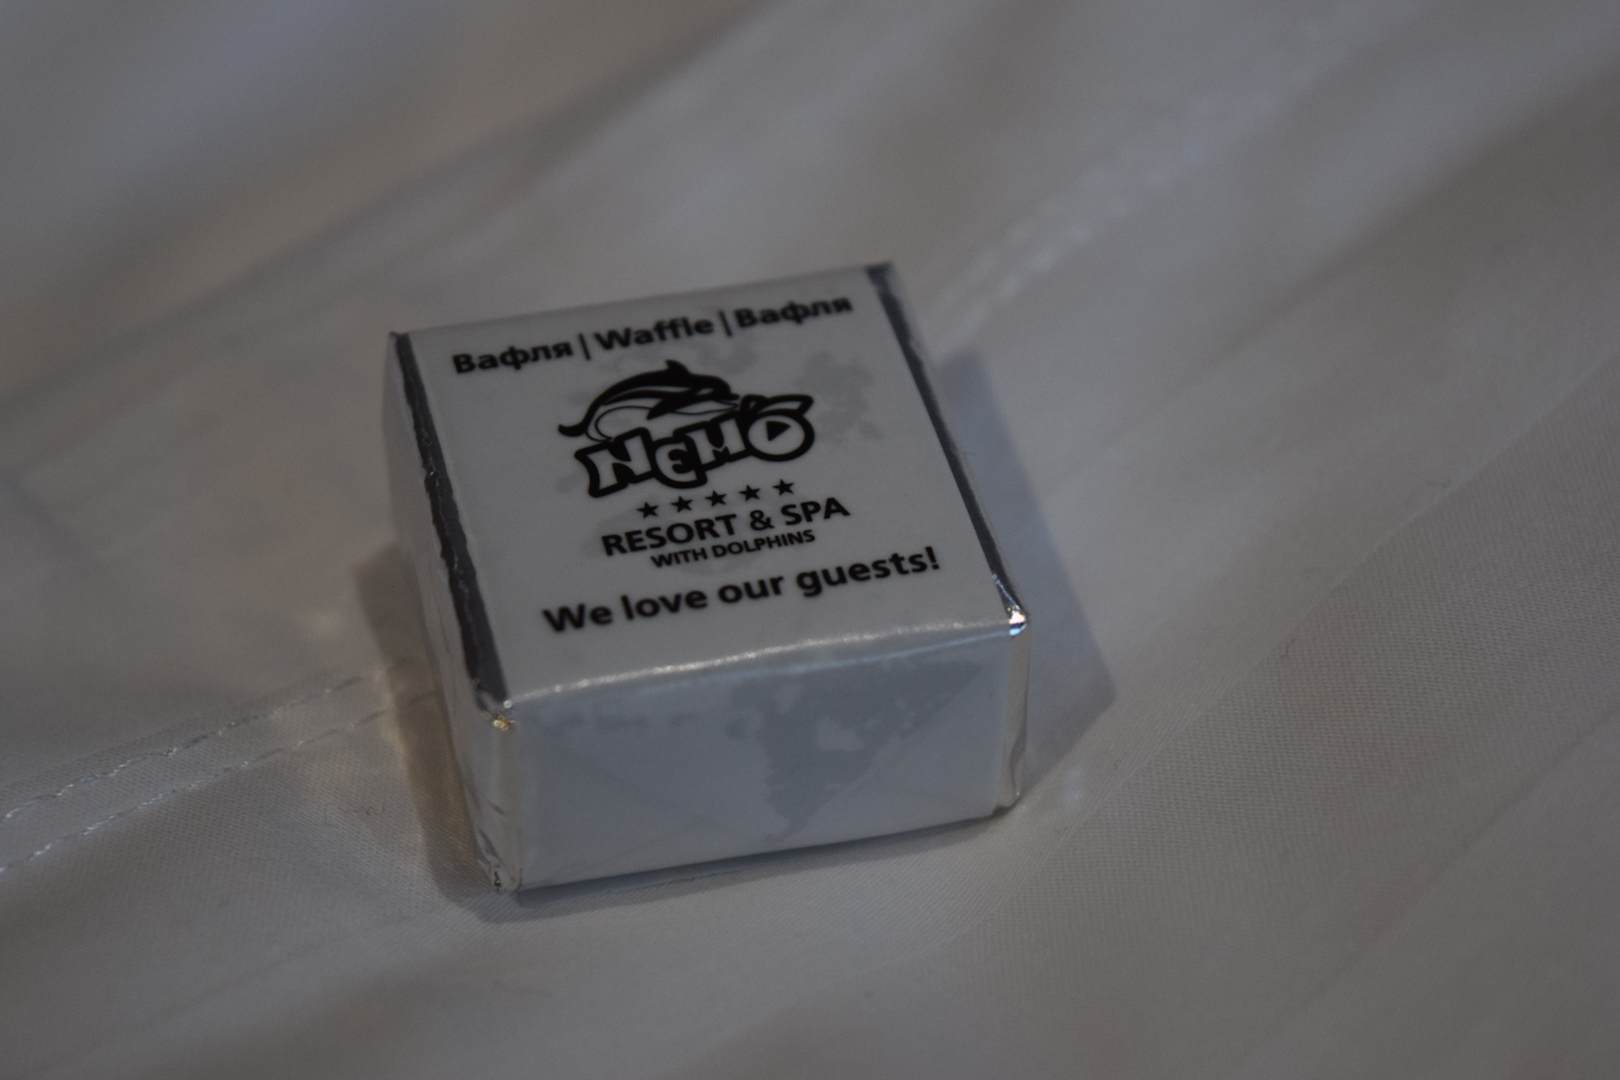 Вафля | Waffle | Вафля
NEMO
★★★★★
RESORT & SPA
WITH DOLPHINS
We love our guests!